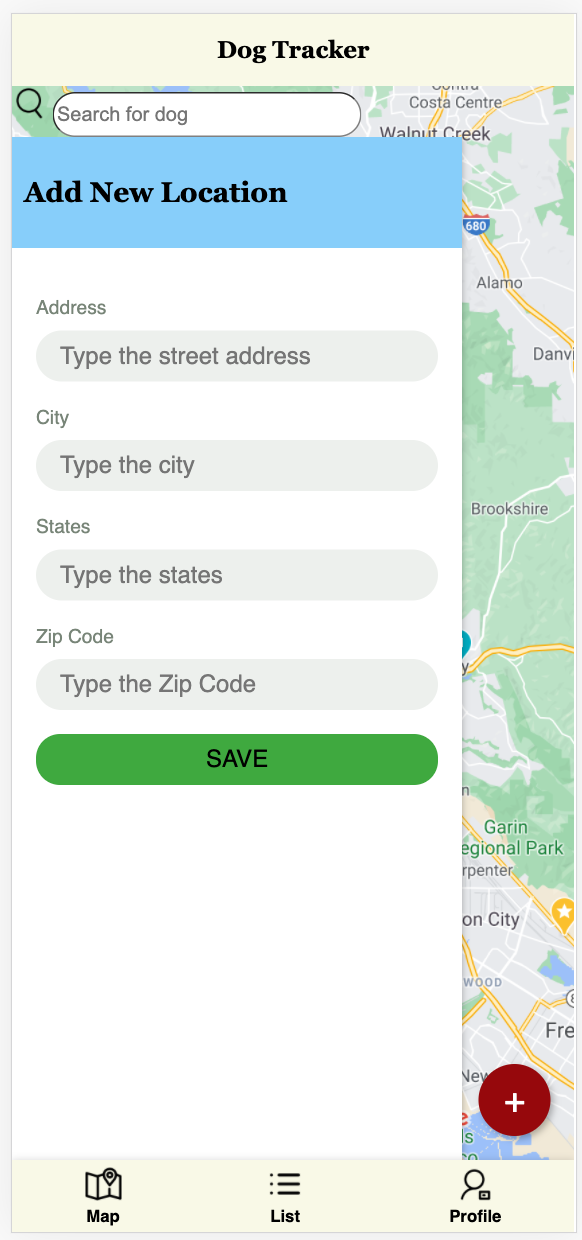 Dog Tracker
Contra
Costa Centre
Search for dog
Walnut Creek
Add New Location
680
Alamo
Danvi
Address
Type the street address
City
Type the city
Brookshire
States
Type the states
Zip Code
y
Type the Zip Code
SAVE
n
Garin
egional Park
rpenter
on City
WOOD
Fre
New
+
ls
co
Map
List
Profile